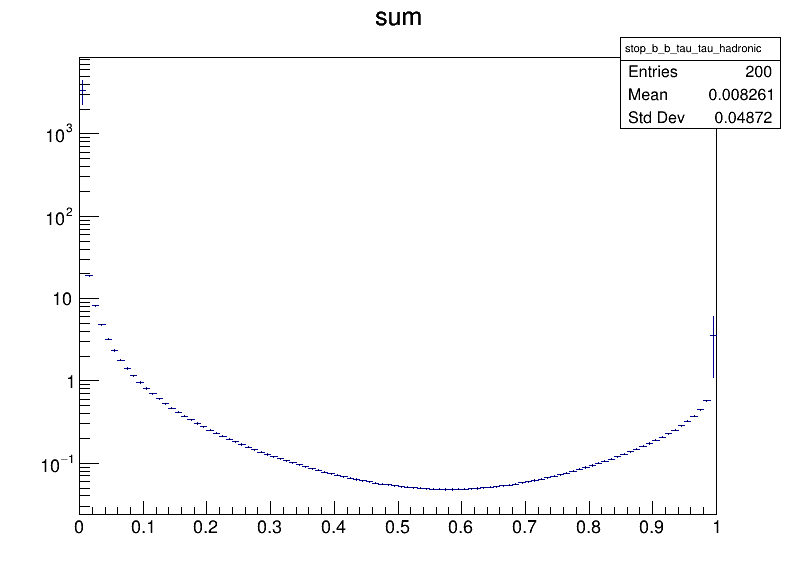 sum
stop_b_b_tau_tau_hadronic
Entries 200
Mean 0.008261
Std Dev 0.04872
10³
10²
10
1
10⁻¹
0 0.1 0.2 0.3 0.4 0.5 0.6 0.7 0.8 0.9 1